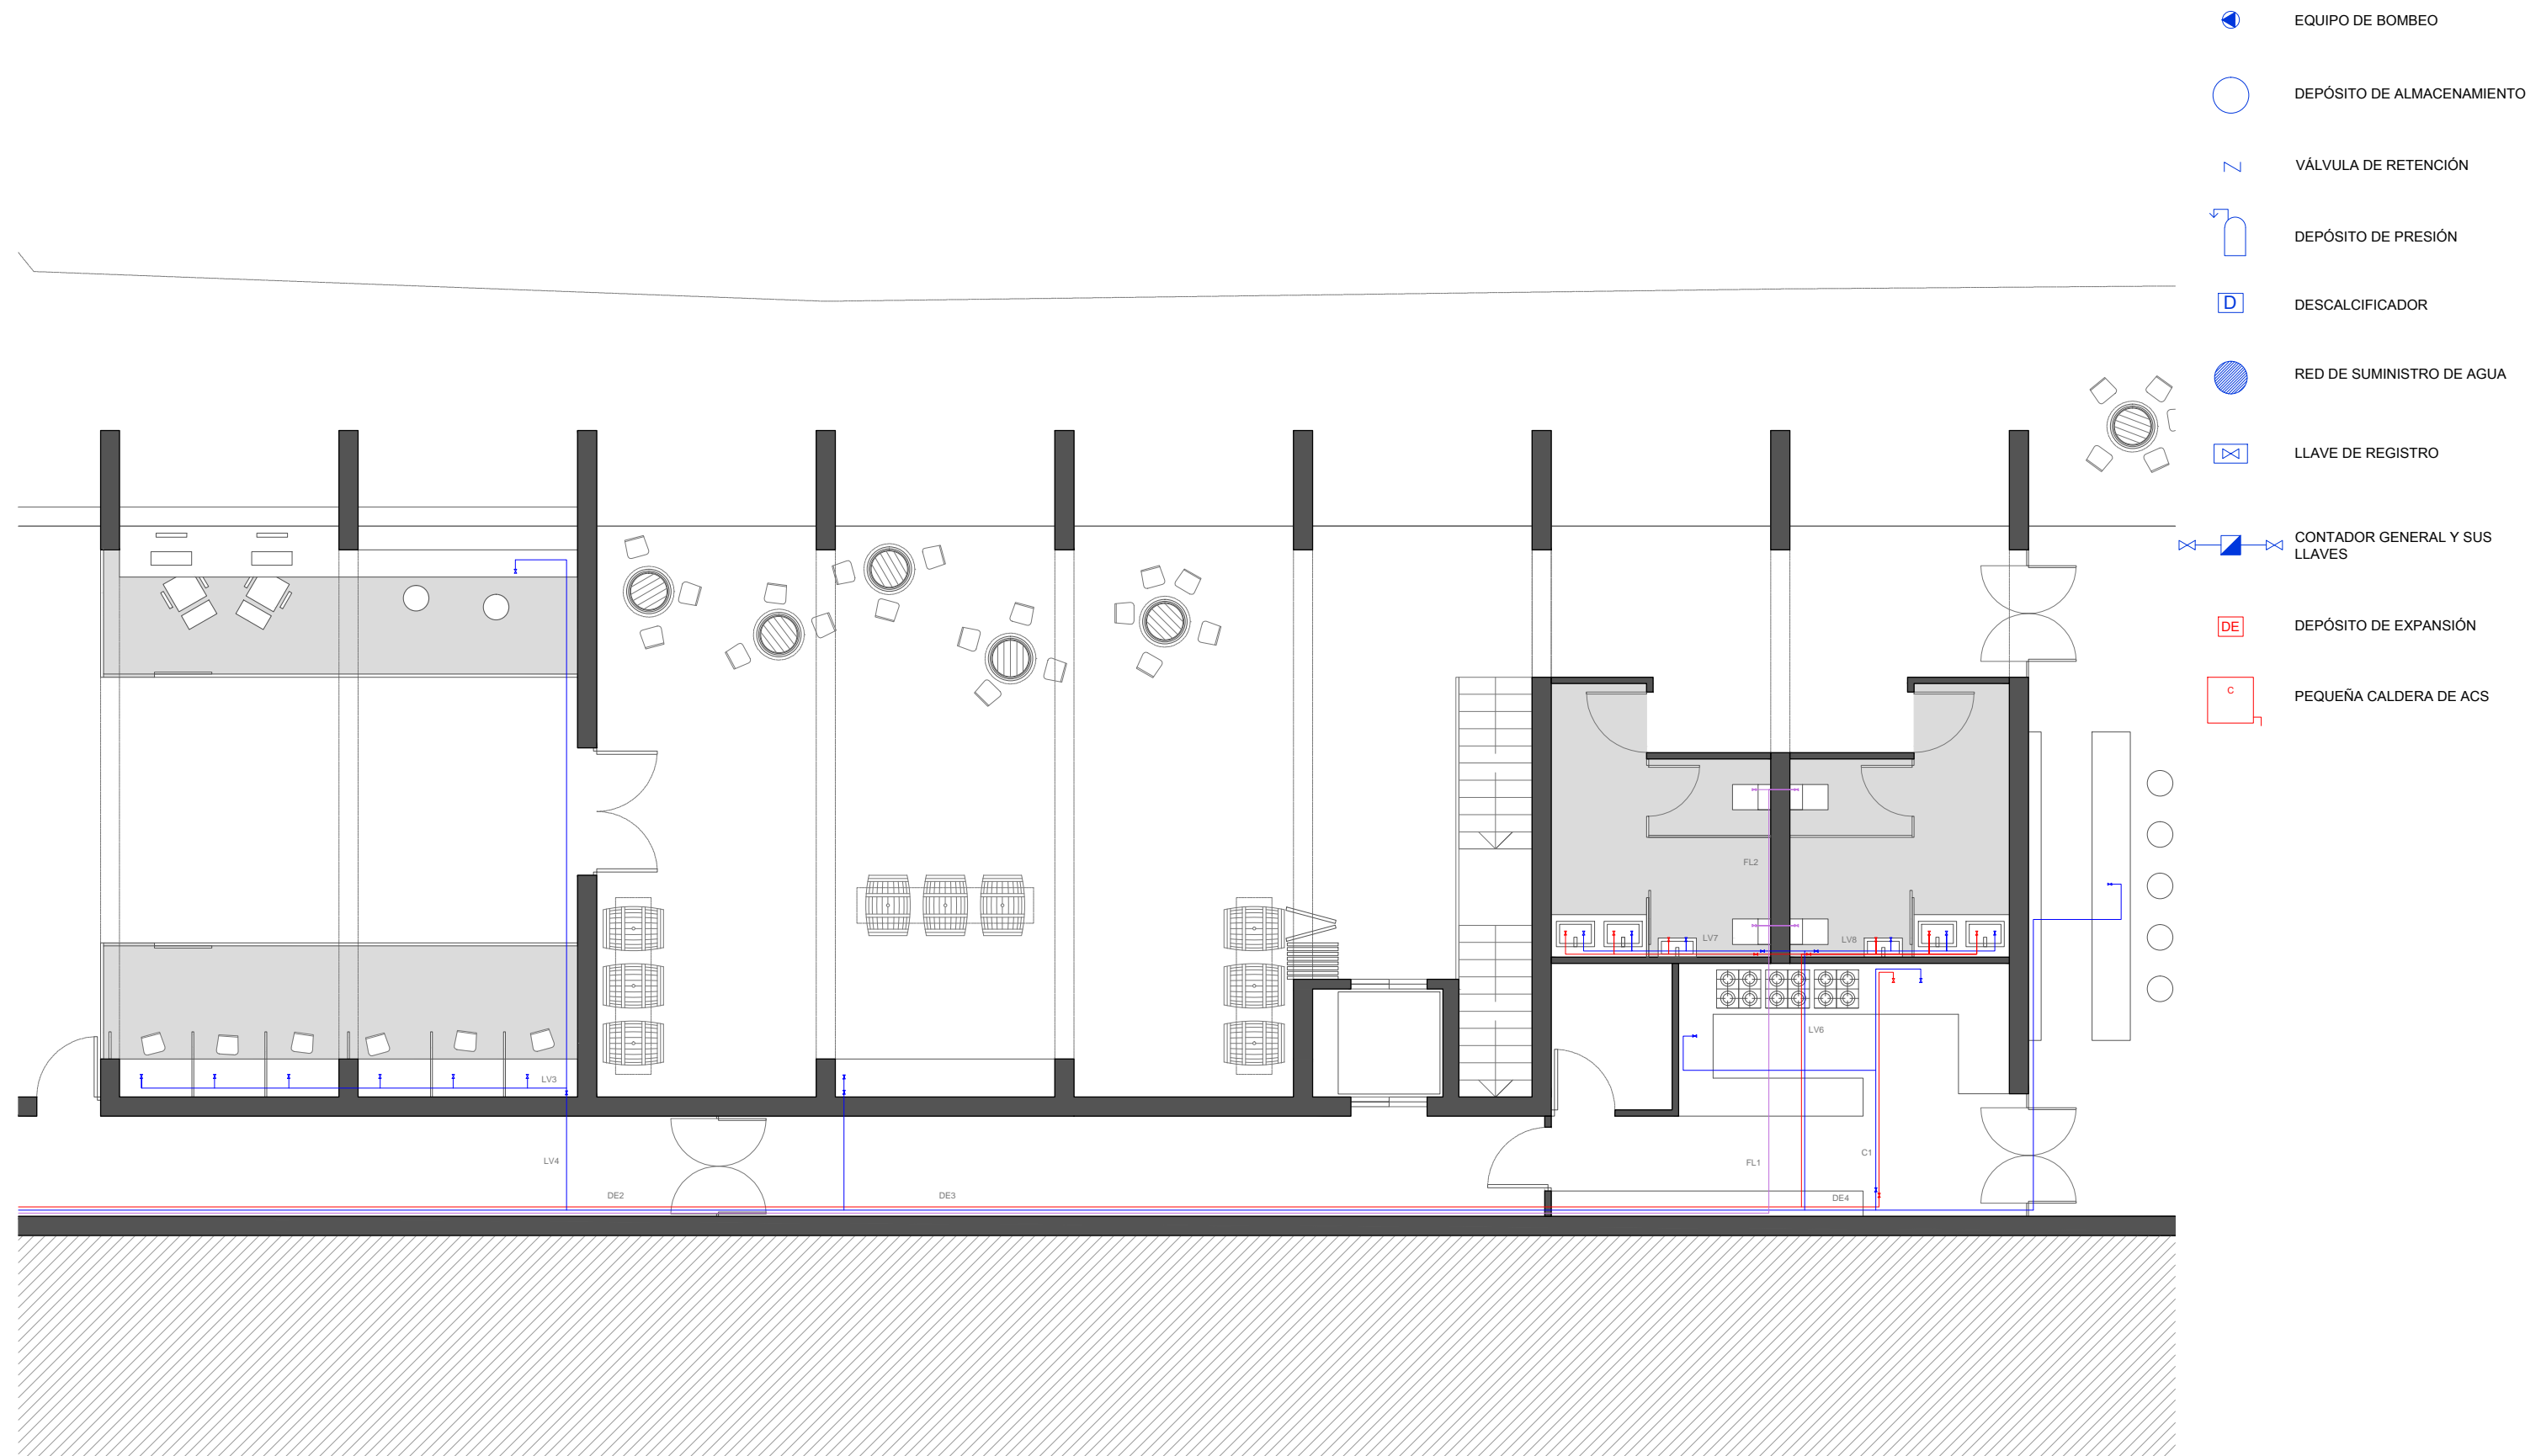 EQUIPO DE BOMBEO
DEPÓSITO DE ALMACENAMIENTO
VÁLVULA DE RETENCIÓN
DEPÓSITO DE PRESIÓN
D
DESCALCIFICADOR
RED DE SUMINISTRO DE AGUA
LLAVE DE REGISTRO
CONTADOR GENERAL Y SUS
LLAVES
DE
DEPÓSITO DE EXPANSIÓN
C
PEQUEÑA CALDERA DE ACS
FL2
LV7
LV8
LV6
LV3
LV4
FL1
C1
DE2
DE3
DE4